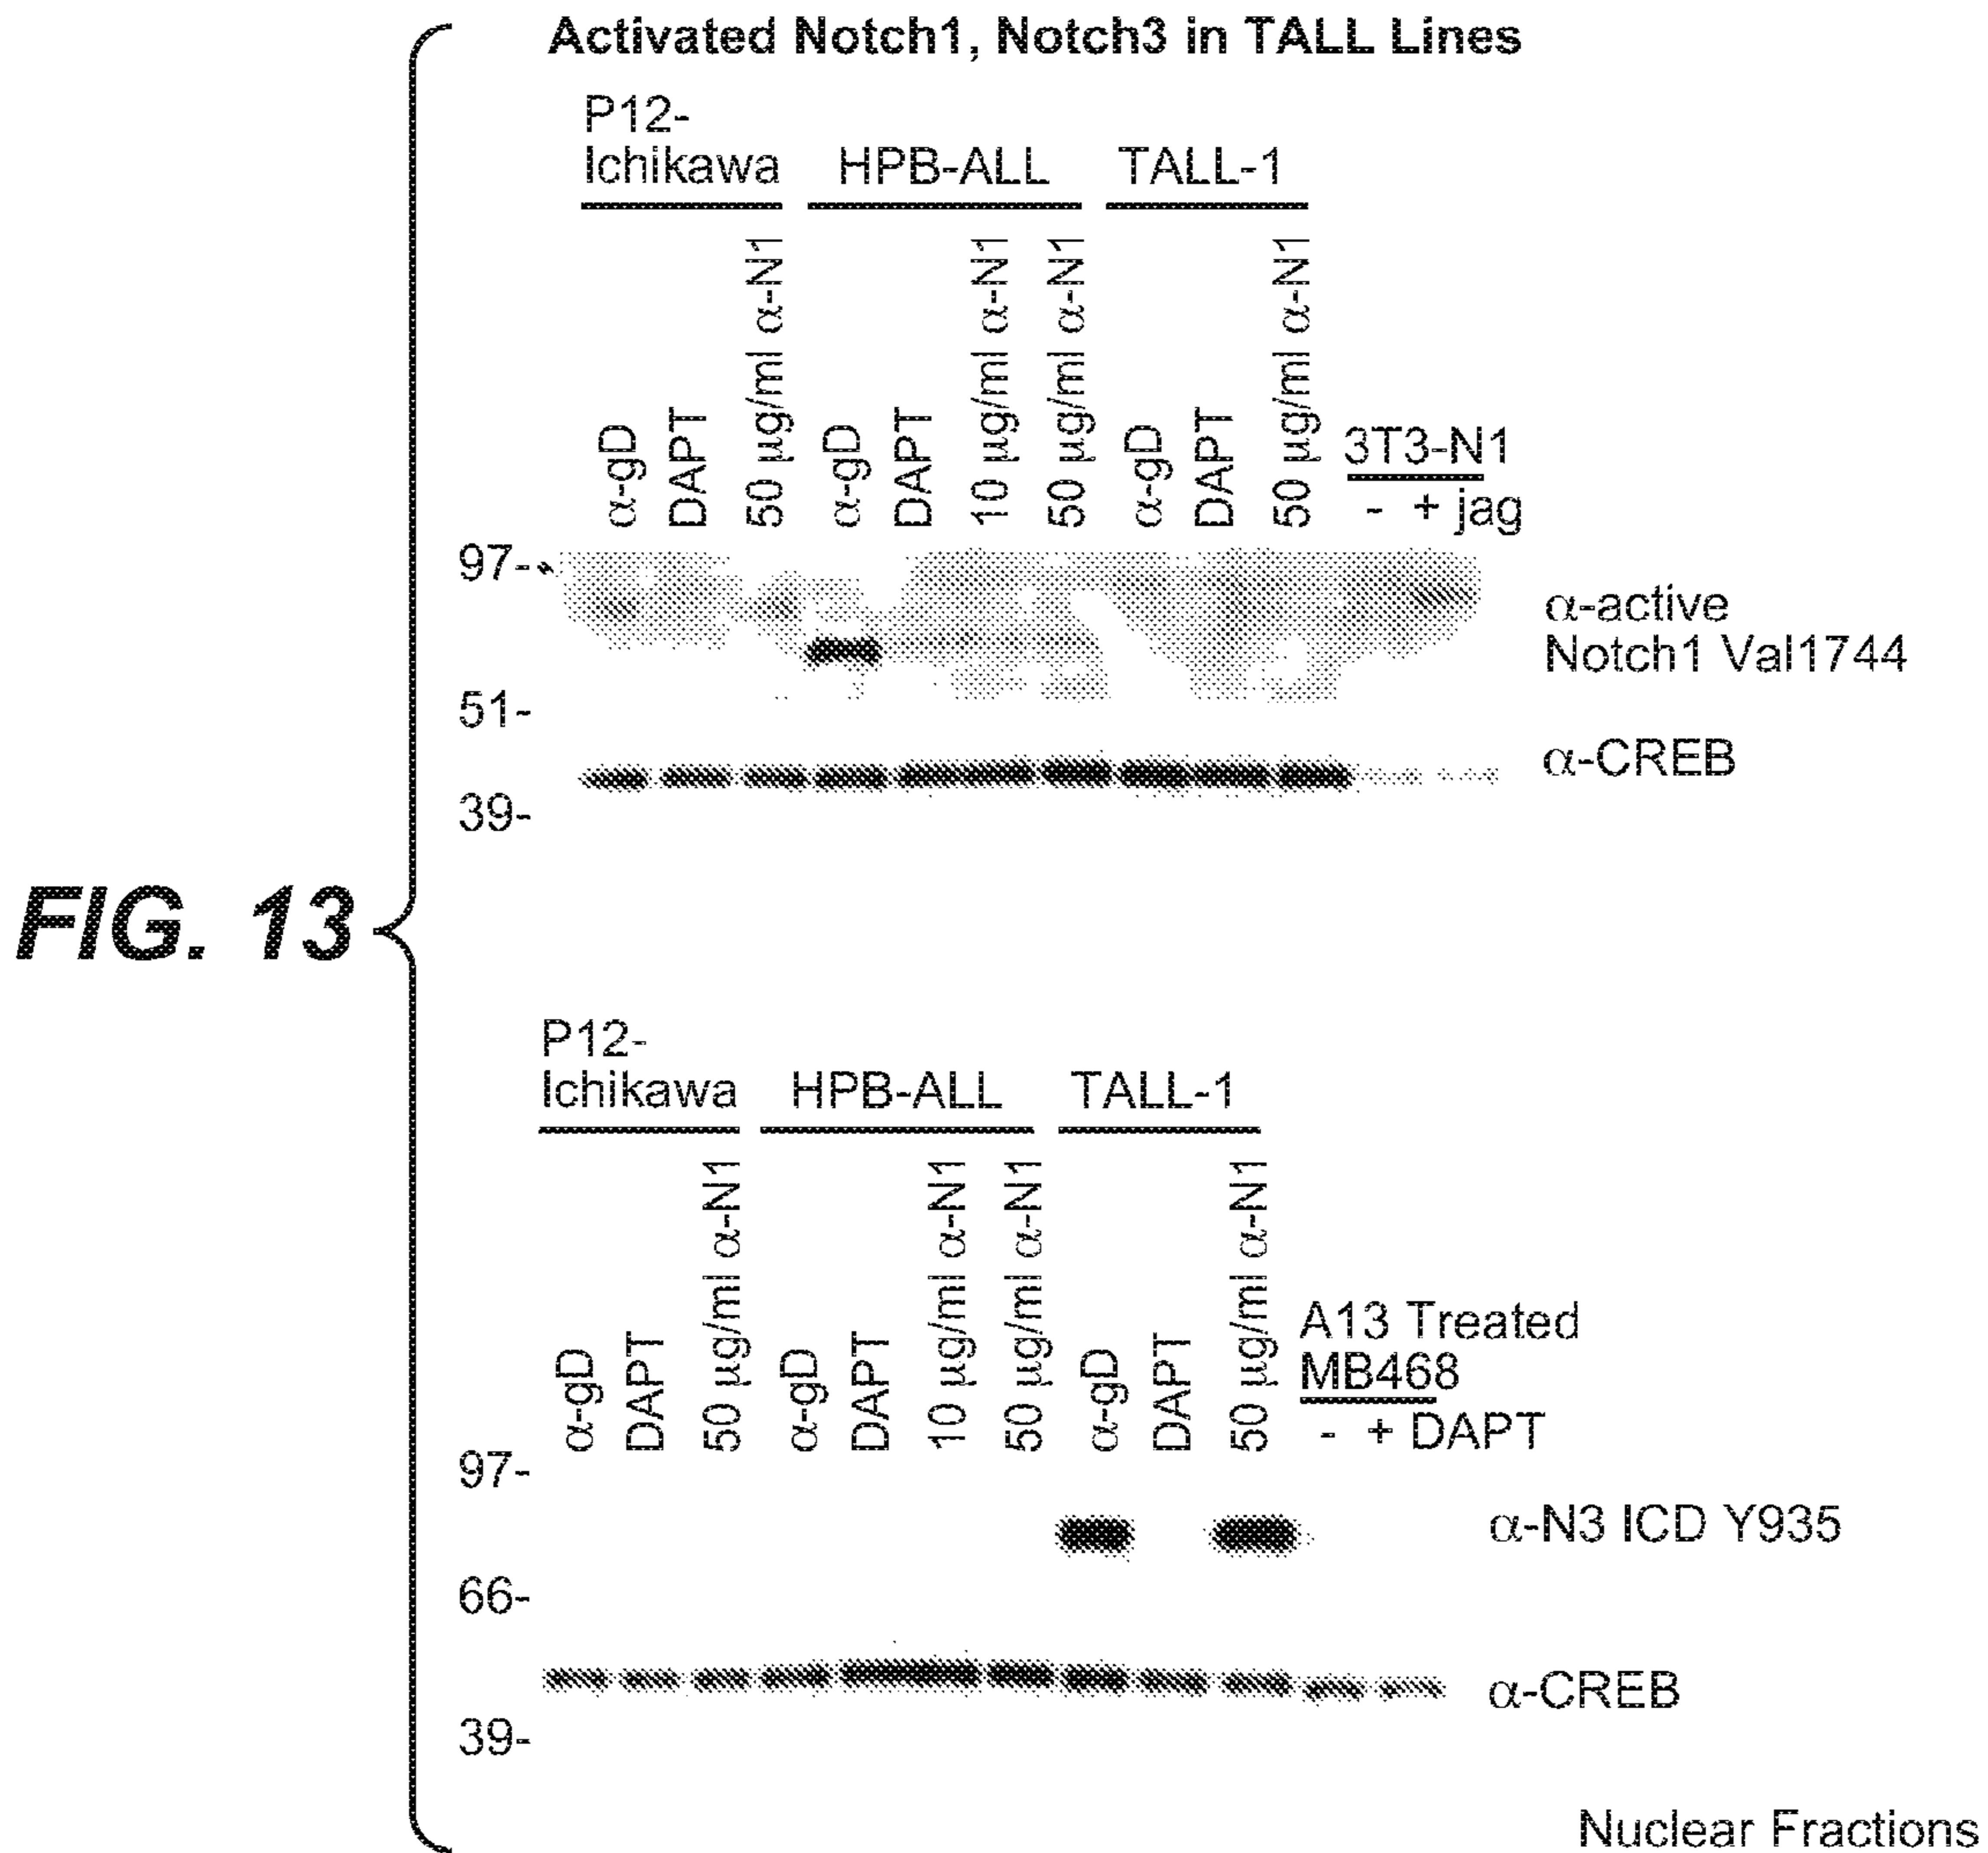 Activated Notch1, Notch3 in TALL Lines
P12-
Ichikawa
HPB-ALL
TALL-1
α-gD
DAPT
50 µg/ml α-N1
α-gD
DAPT
10 µg/ml α-N1
50 µg/ml α-N1
α-gD
DAPT
50 µg/ml α-N1
3T3-N1
- + jag
97-
α-active
Notch1 Val1744
51-
α-CREB
39-
FIG. 13
P12-
Ichikawa
HPB-ALL
TALL-1
α-gD
DAPT
50 µg/ml α-N1
α-gD
DAPT
10 µg/ml α-N1
50 µg/ml α-N1
α-gD
DAPT
50 µg/ml α-N1
A13 Treated
MB468
- + DAPT
97-
α-N3 ICD Y935
66-
α-CREB
39-
Nuclear Fractions